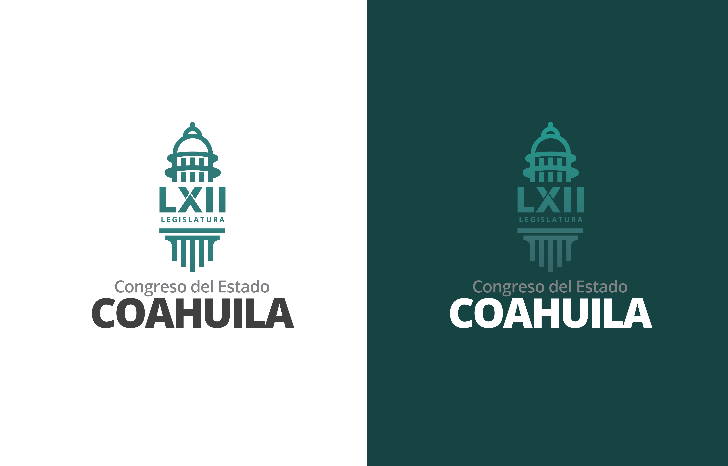 LXII
LEGISLATURA
Congreso del Estado
COAHUILA
LXII
LEGISLATURA
Congreso del Estado
COAHUILA